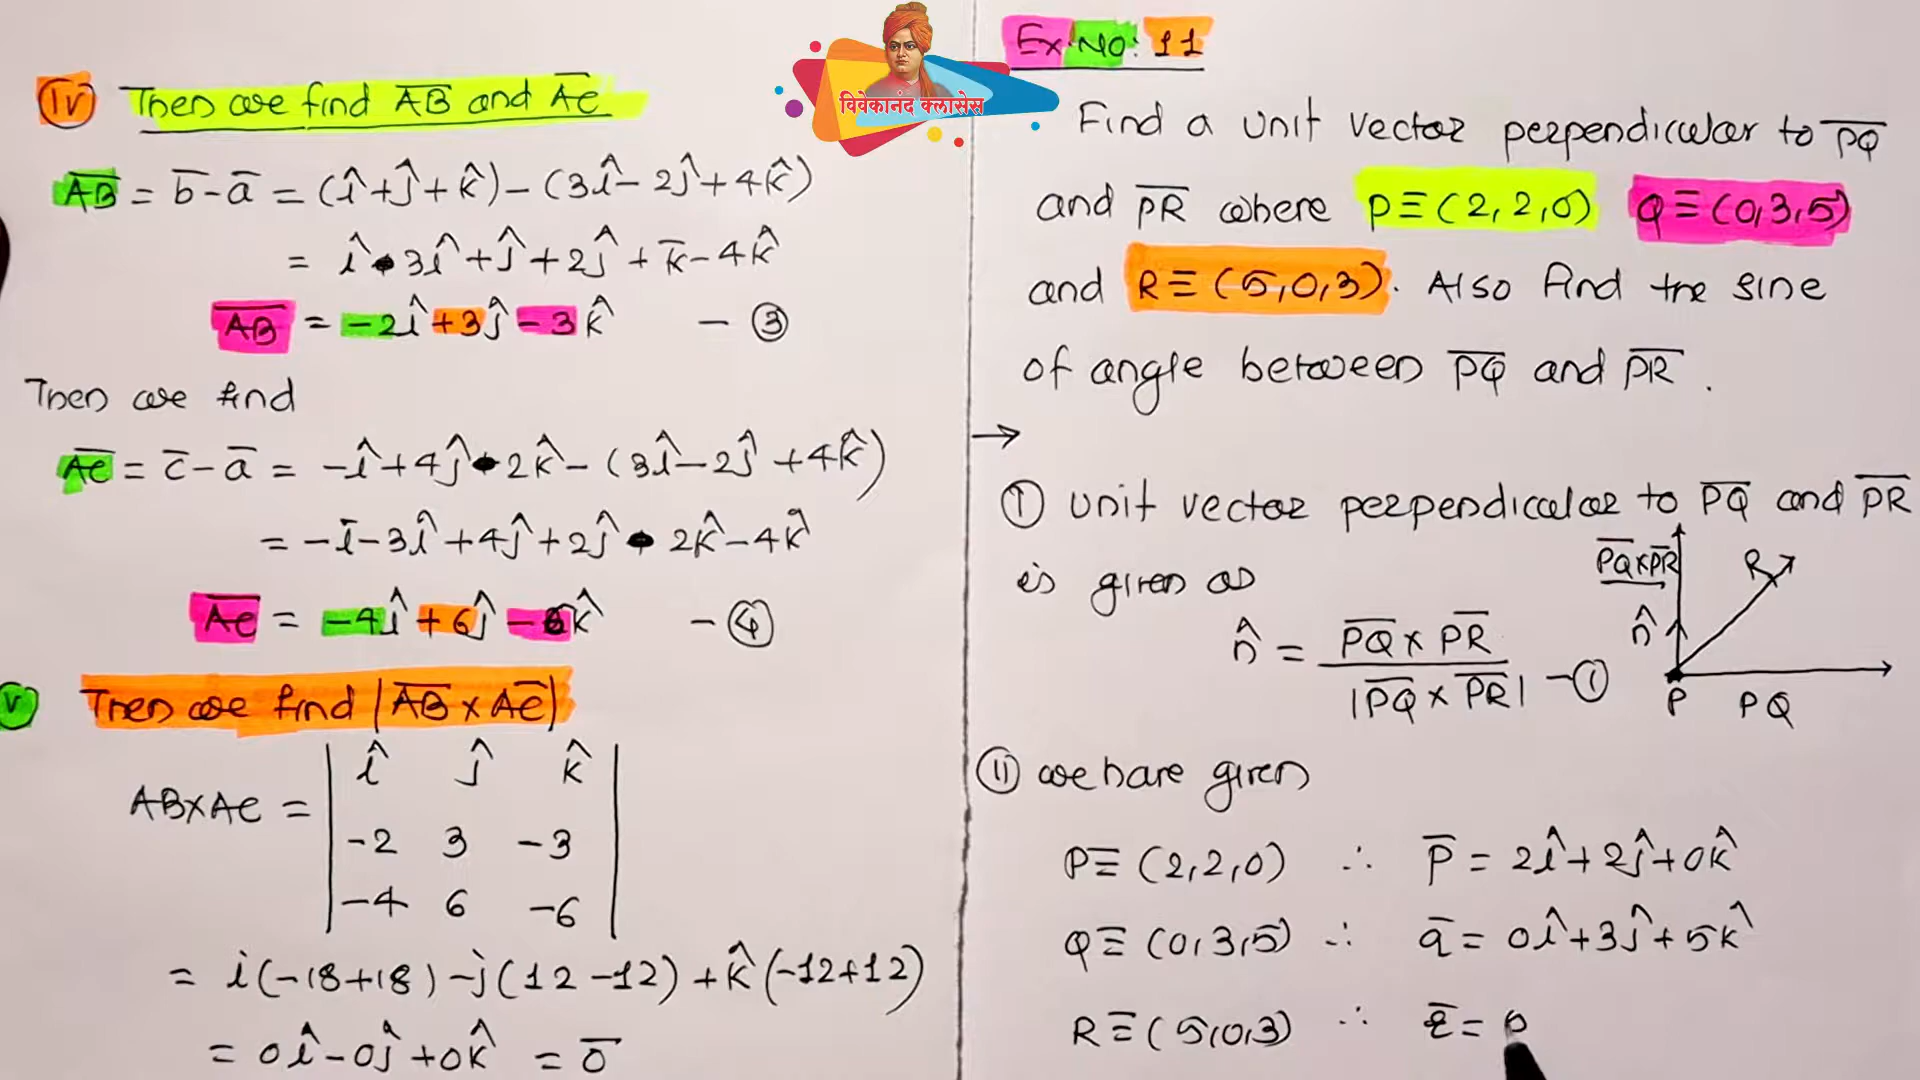 iv Then we find AB and AC
AB = b - a = (î + ĵ + k̂) - (3î - 2ĵ + 4k̂)
= î - 3î + ĵ + 2ĵ + k - 4k̂
AB = -2î + 3ĵ - 3k̂ - ③
Then we find
AC = c - a = -î + 4ĵ - 2k̂ - (3î - 2ĵ + 4k̂)
= -i - 3î + 4ĵ + 2ĵ - 2k̂ - 4k̂
AC = -4î + 6ĵ - 6k̂ - ④
v Then we find |AB × AC|
AB×AC = | î ĵ k̂ |
| -2 3 -3 |
| -4 6 -6 |
= i(-18+18) - j(12-12) + k̂(-12+12)
= 0î - 0ĵ + 0k̂ = 0
विवेकानंद क्लासेस
Ex. No: 11
Find a unit vector perpendicular to PQ
and PR where P≡(2,2,0) Q≡(0,3,5)
and R≡(5,0,3). Also find the sine
of angle between PQ and PR.
→
① unit vector perpendicular to PQ and PR
is given as
n̂ = PQ × PR / |PQ × PR| - ①
PQ×PR
R
n̂
P PQ
② we have given
P≡(2,2,0) ∴ p = 2î + 2ĵ + 0k̂
Q≡(0,3,5) ∴ q = 0î + 3ĵ + 5k̂
R≡(5,0,3) ∴ r =